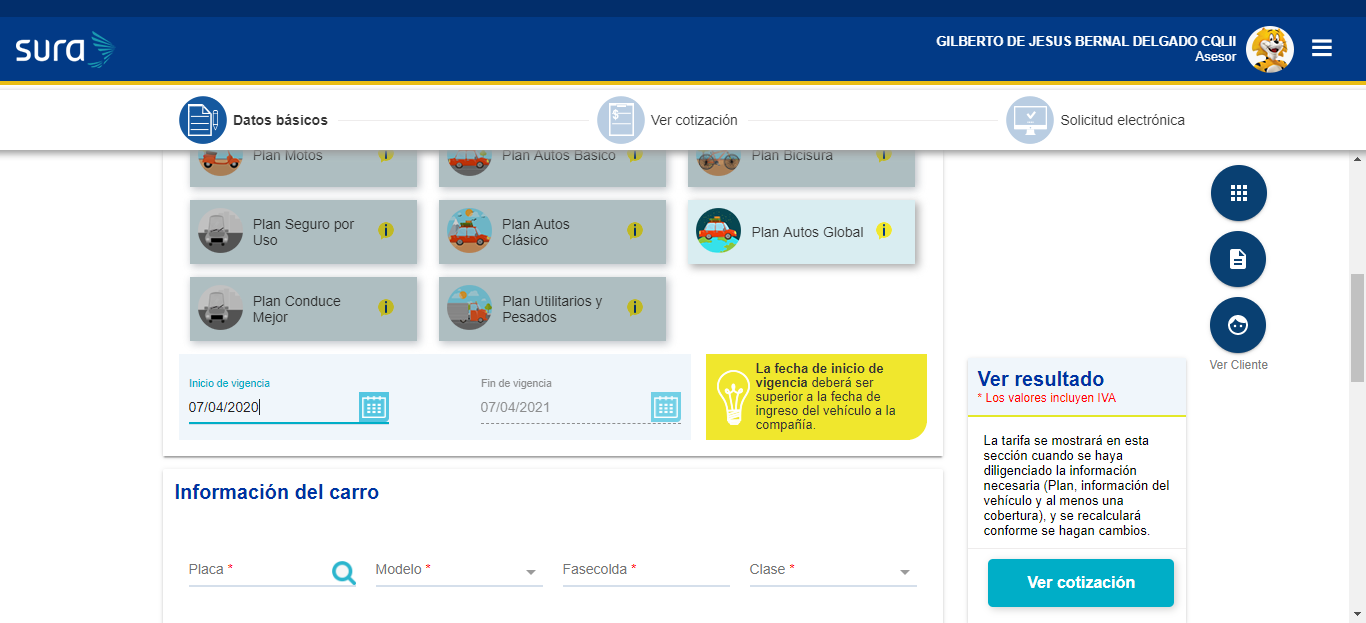 sura
GILBERTO DE JESUS BERNAL DELGADO CQLII
Asesor
Datos básicos
Ver cotización
Solicitud electrónica
Plan Motos
Plan Autos Básico
Plan Bicisura
Plan Seguro por
Uso
Plan Autos
Clásico
Plan Autos Global
Plan Conduce
Mejor
Plan Utilitarios y
Pesados
Ver Cliente
Inicio de vigencia
07/04/2020
Fin de vigencia
07/04/2021
La fecha de inicio de
vigencia deberá ser
superior a la fecha de
ingreso del vehículo a la
compañía.
Ver resultado
* Los valores incluyen IVA
La tarifa se mostrará en esta
sección cuando se haya
diligenciado la información
necesaria (Plan, información del
vehículo y al menos una
cobertura), y se recalculará
conforme se hagan cambios.
Ver cotización
Información del carro
Placa *
Modelo *
Fasecolda *
Clase *